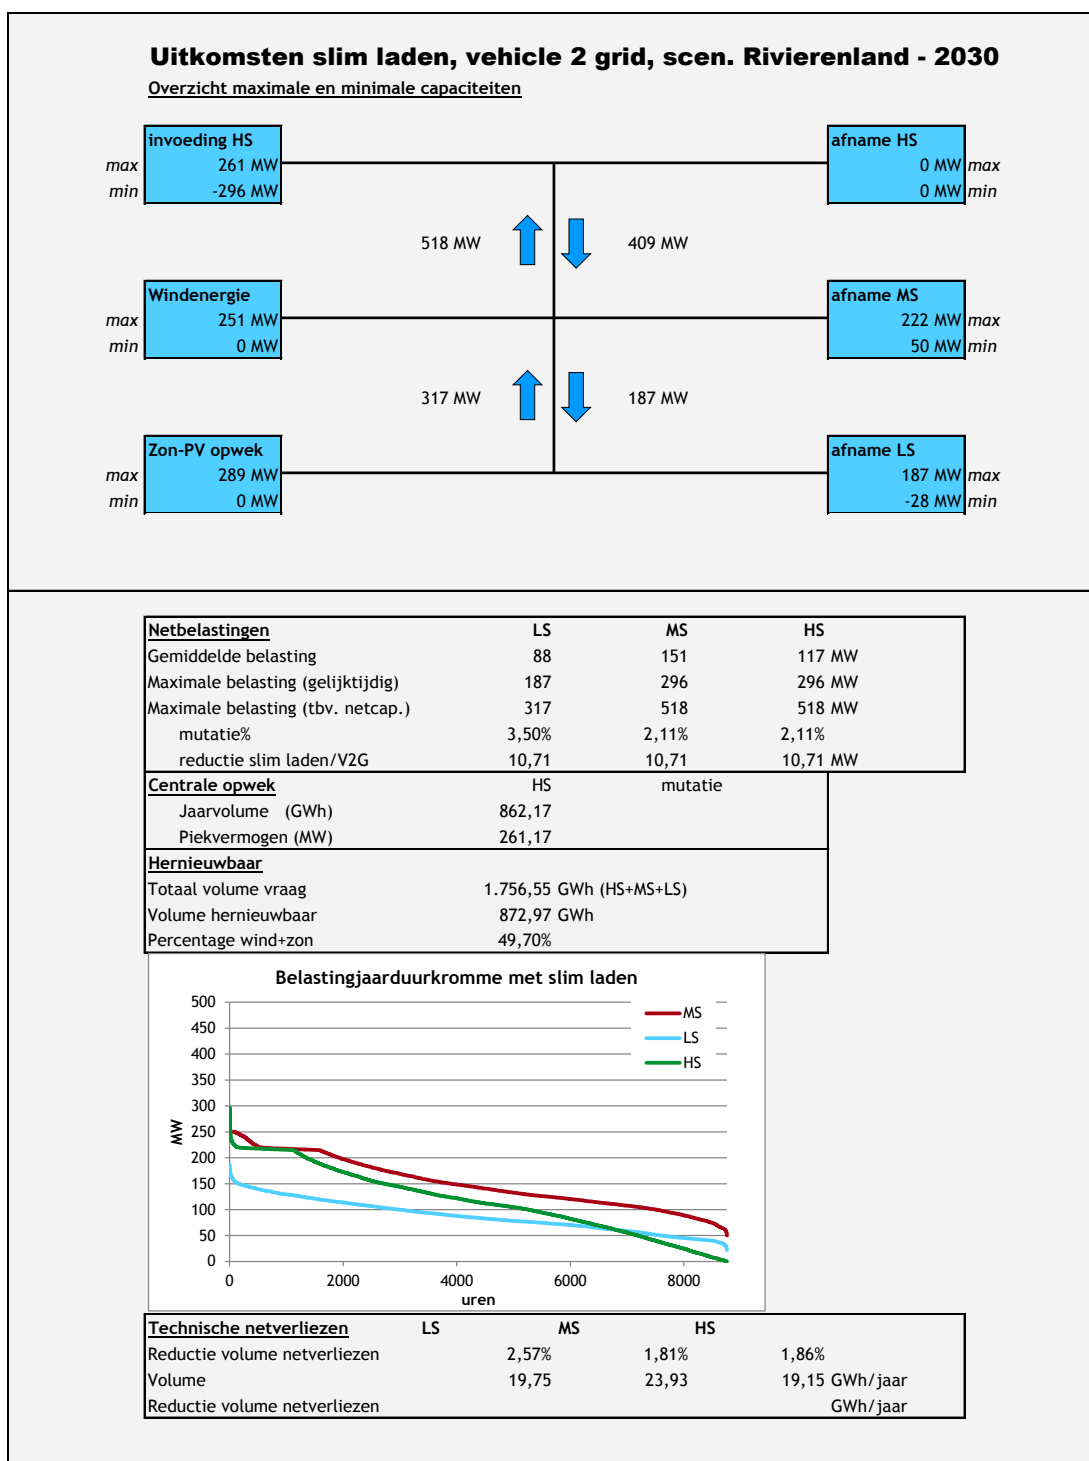 Uitkomsten slim laden, vehicle 2 grid, scen. Rivierenland - 2030
Overzicht maximale en minimale capaciteiten
invoeding HS afname HS
max 261 MW 0 MW max
min -296 MW 0 MW min
518 MW 409 MW
Windenergie afname MS
max 251 MW 222 MW max
min 0 MW 50 MW min
317 MW 187 MW
Zon-PV opwek afname LS
max 289 MW 187 MW max
min 0 MW -28 MW min
Netbelastingen LS MS HS
Gemiddelde belasting 88 151 117 MW
Maximale belasting (gelijktijdig) 187 296 296 MW
Maximale belasting (tbv. netcap.) 317 518 518 MW
mutatie% 3,50% 2,11% 2,11%
reductie slim laden/V2G 10,71 10,71 10,71 MW
Centrale opwek HS mutatie
Jaarvolume (GWh) 862,17
Piekvermogen (MW) 261,17
Hernieuwbaar
Totaal volume vraag 1.756,55 GWh (HS+MS+LS)
Volume hernieuwbaar 872,97 GWh
Percentage wind+zon 49,70%
Belastingjaarduurkromme met slim laden
500
450
400
350
300
250
200
150
100
50
0
MW
MS
LS
HS
0 2000 4000 6000 8000
uren
Technische netverliezen LS MS HS
Reductie volume netverliezen 2,57% 1,81% 1,86%
Volume 19,75 23,93 19,15 GWh/jaar
Reductie volume netverliezen GWh/jaar